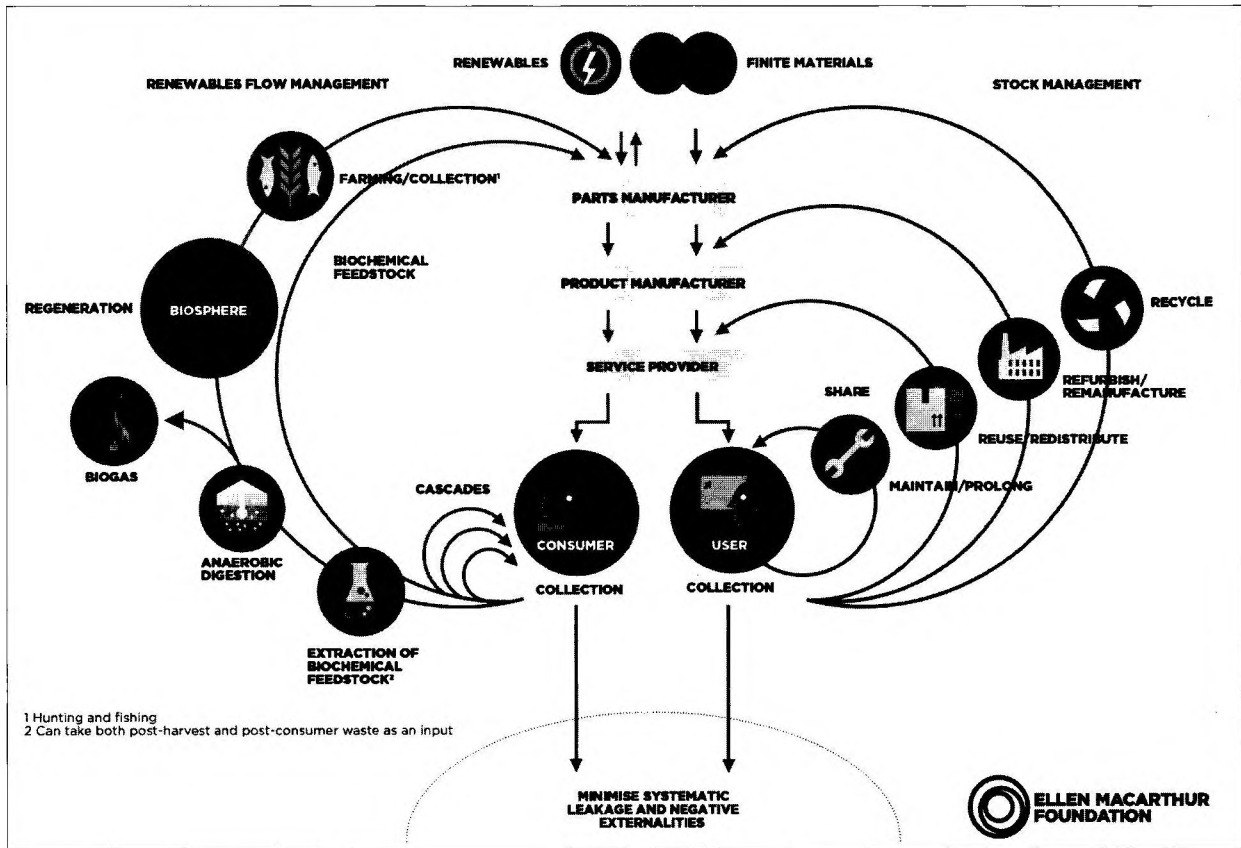 RENEWABLES
FINITE MATERIALS
RENEWABLES FLOW MANAGEMENT
STOCK MANAGEMENT
FARMING/COLLECTION¹
PARTS MANUFACTURER
BIOCHEMICAL
FEEDSTOCK
PRODUCT MANUFACTURER
REGENERATION
BIOSPHERE
RECYCLE
SERVICE PROVIDER
SHARE
REFURBISH/
REMANUFACTURE
REUSE/REDISTRIBUTE
BIOGAS
CASCADES
MAINTAIN/PROLONG
CONSUMER
USER
ANAEROBIC
DIGESTION
COLLECTION
COLLECTION
EXTRACTION OF
BIOCHEMICAL
FEEDSTOCK²
1 Hunting and fishing
2 Can take both post-harvest and post-consumer waste as an input
MINIMISE SYSTEMATIC
LEAKAGE AND NEGATIVE
EXTERNALITIES
ELLEN MACARTHUR
FOUNDATION